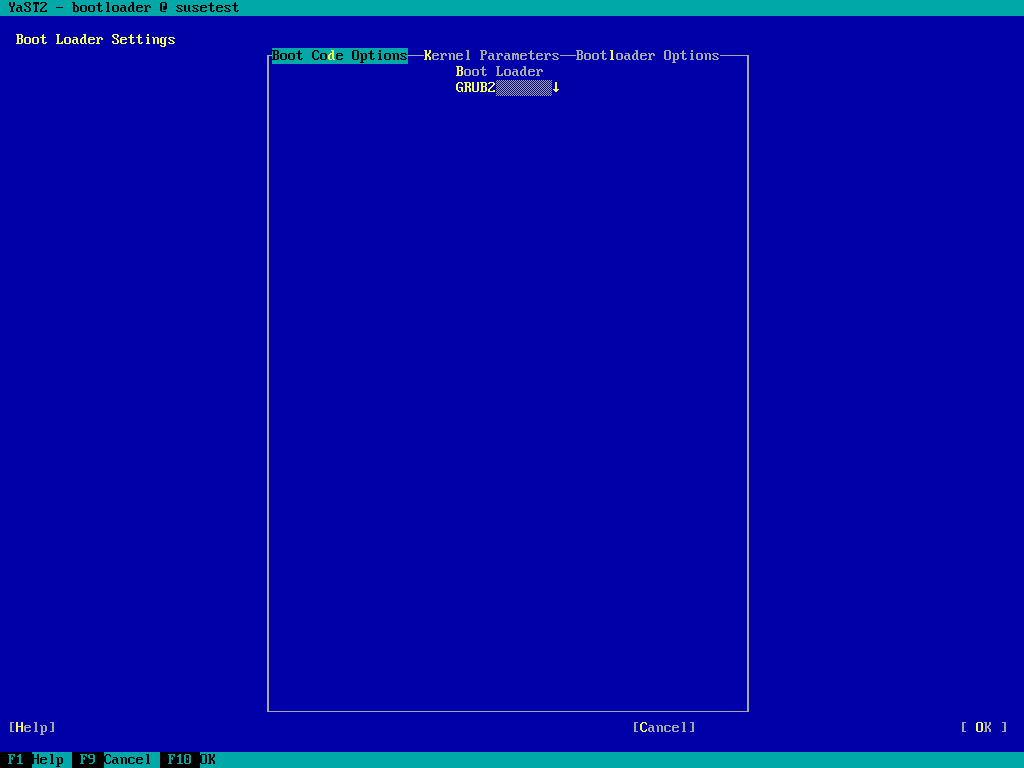 YaST2 - bootloader @ susetest
Boot Loader Settings
Boot Code Options Kernel Parameters Bootloader Options
Boot Loader
GRUB2 ↓
[Help] [Cancel] [ OK ]
F1 Help F9 Cancel F10 OK